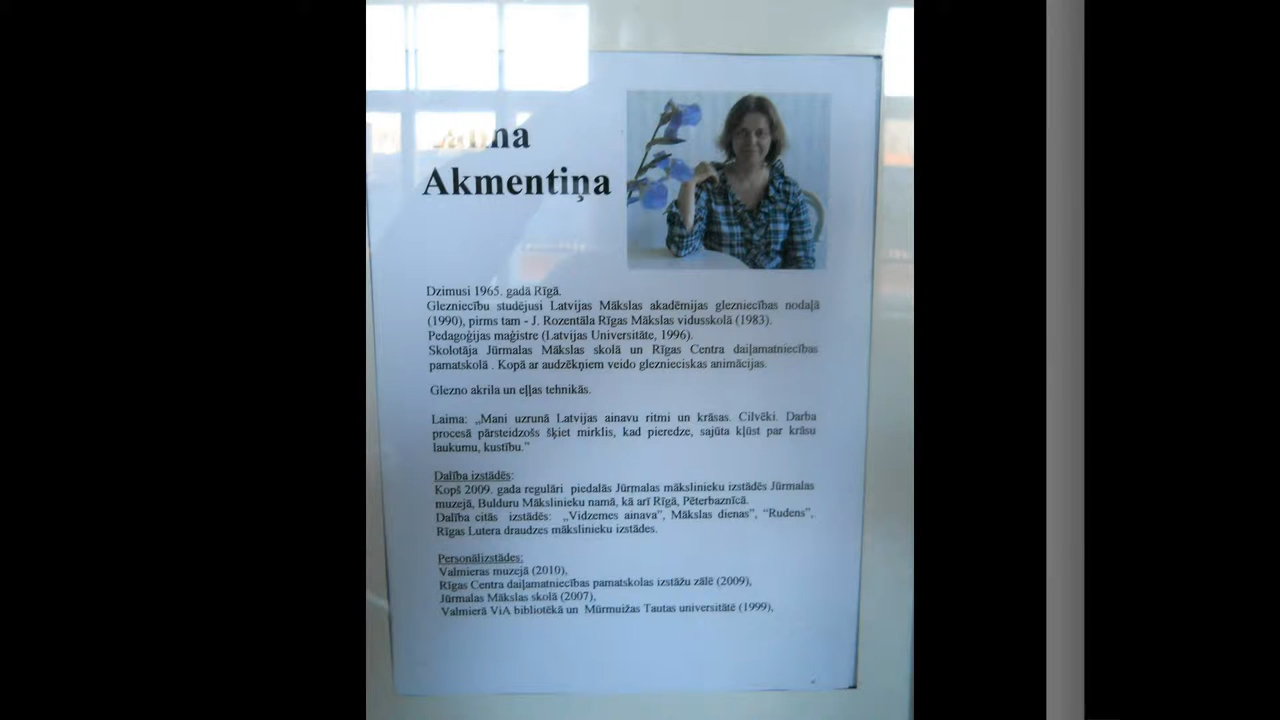 Laima
Akmentiņa
Dzimusi 1965. gadā Rīgā.
Glezniecību studējusi Latvijas Mākslas akadēmijas glezniecības nodaļā
(1990), pirms tam - J. Rozentāla Rīgas Mākslas vidusskolā (1983).
Pedagoģijas maģistre (Latvijas Universitāte, 1996).
Skolotāja Jūrmalas Mākslas skolā un Rīgas Centra daiļamatniecības
pamatskolā . Kopā ar audzēkņiem veido gleznieciskas animācijas.
Glezno akrila un eļļas tehnikās.
Laima: „Mani uzrunā Latvijas ainavu ritmi un krāsas. Cilvēki. Darba
procesā pārsteidzošs šķiet mirklis, kad pieredze, sajūta kļūst par krāsu
laukumu, kustību.”
Dalība izstādēs:
Kopš 2009. gada regulāri piedalās Jūrmalas mākslinieku izstādēs Jūrmalas
muzejā, Bulduru Mākslinieku namā, kā arī Rīgā, Pēterbaznīcā.
Dalība citās izstādēs: „Vidzemes ainava”, Mākslas dienas”, “Rudens”,
Rīgas Lutera draudzes mākslinieku izstādes.
Personālizstādes:
Valmieras muzejā (2010),
Rīgas Centra daiļamatniecības pamatskolas izstāžu zālē (2009),
Jūrmalas Mākslas skolā (2007),
Valmierā ViA bibliotēkā un Mūrmuižas Tautas universitātē (1999),